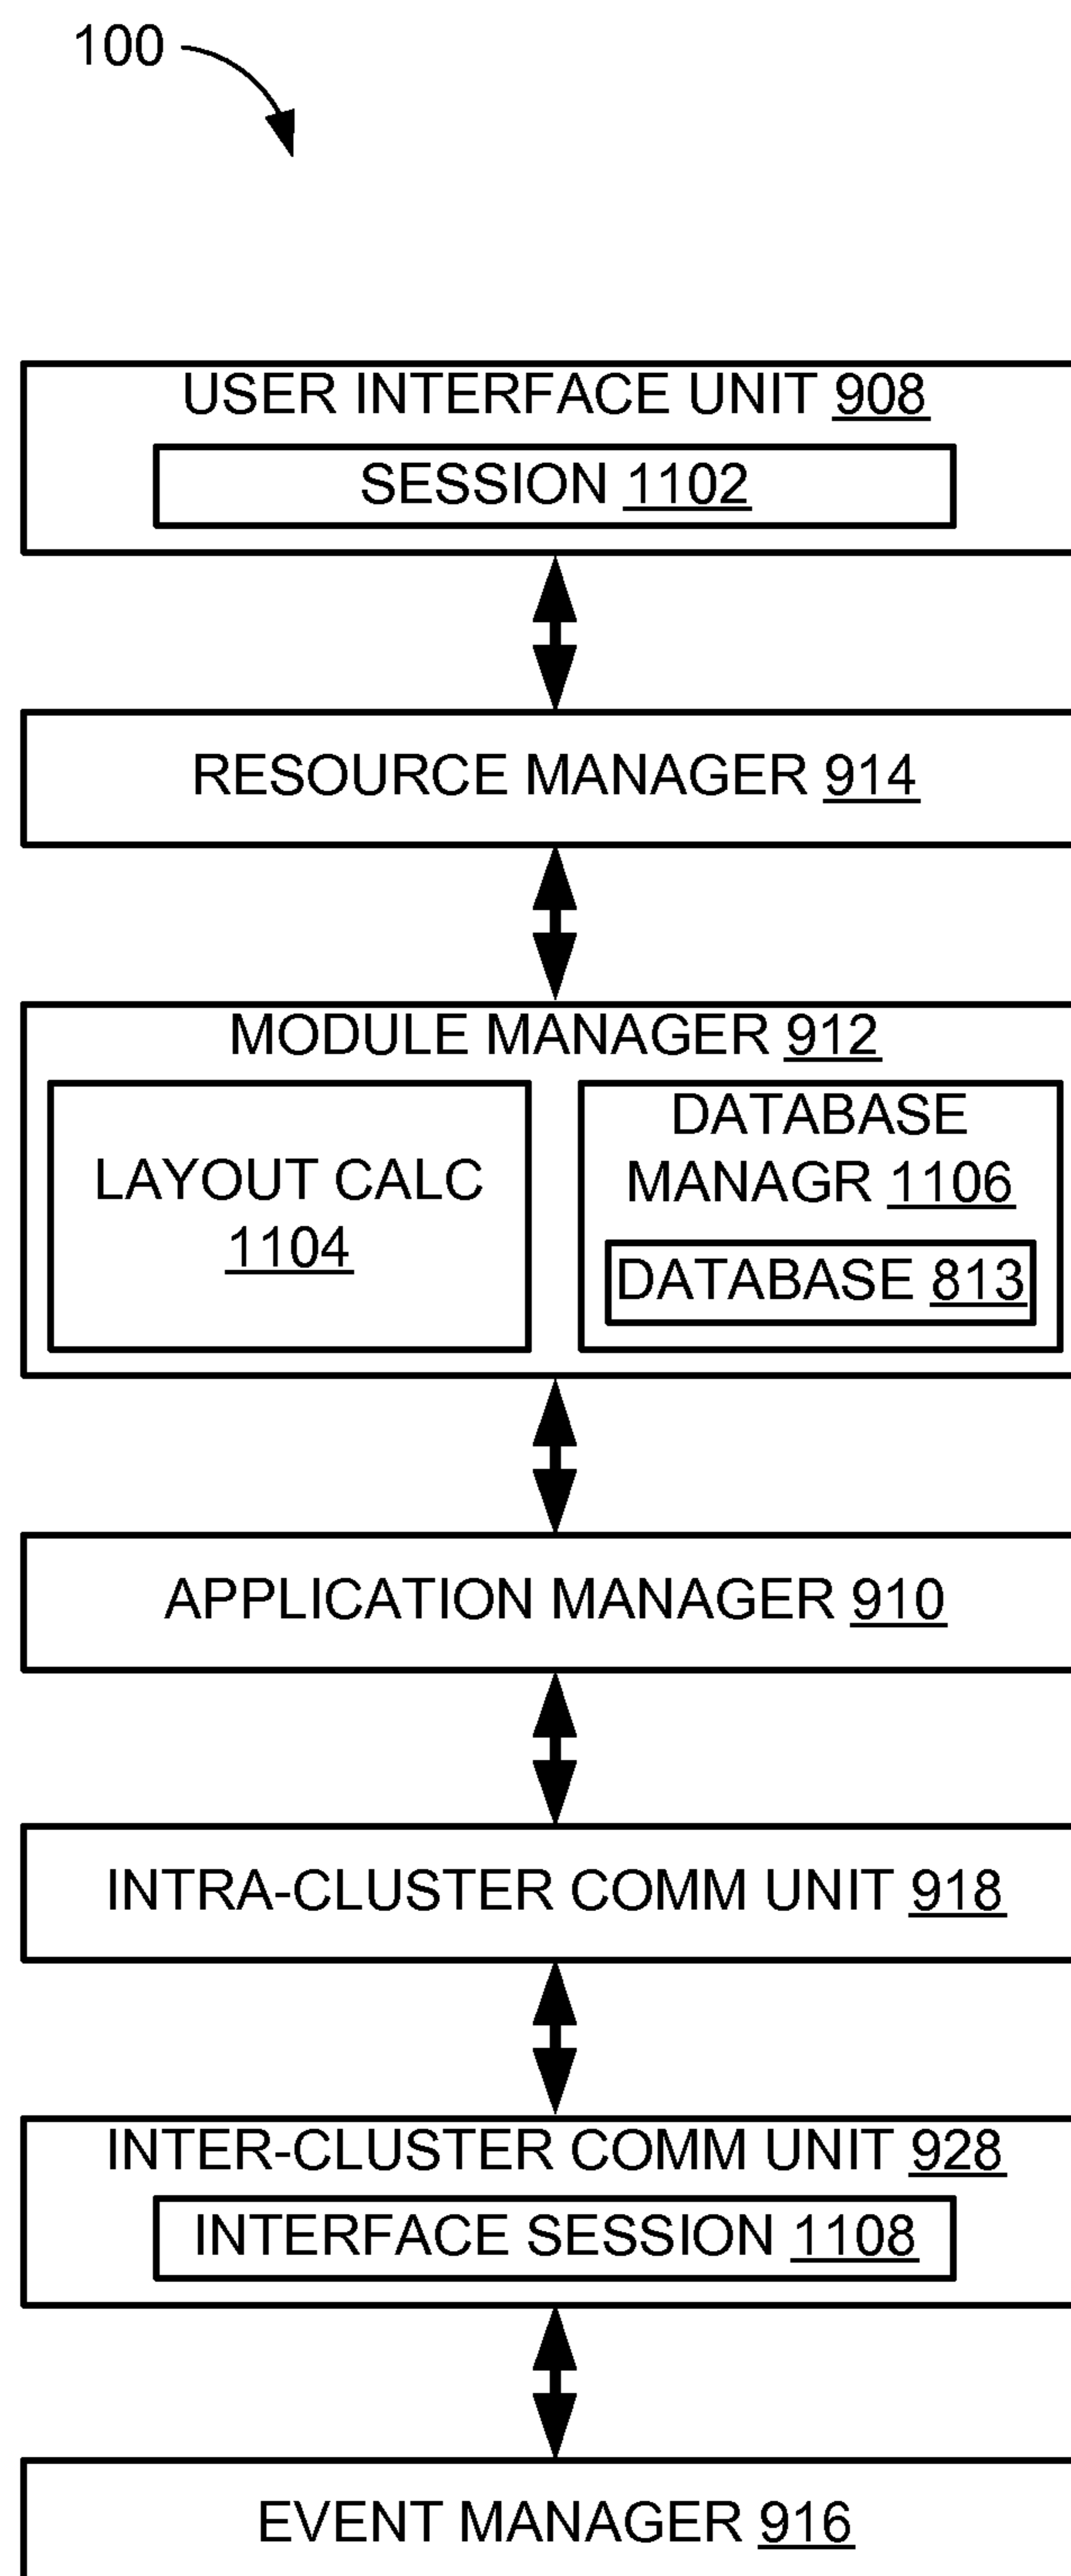 100
USER INTERFACE UNIT 908
SESSION 1102
RESOURCE MANAGER 914
MODULE MANAGER 912
LAYOUT CALC
1104
DATABASE
MANAGR 1106
DATABASE 813
APPLICATION MANAGER 910
INTRA-CLUSTER COMM UNIT 918
INTER-CLUSTER COMM UNIT 928
INTERFACE SESSION 1108
EVENT MANAGER 916